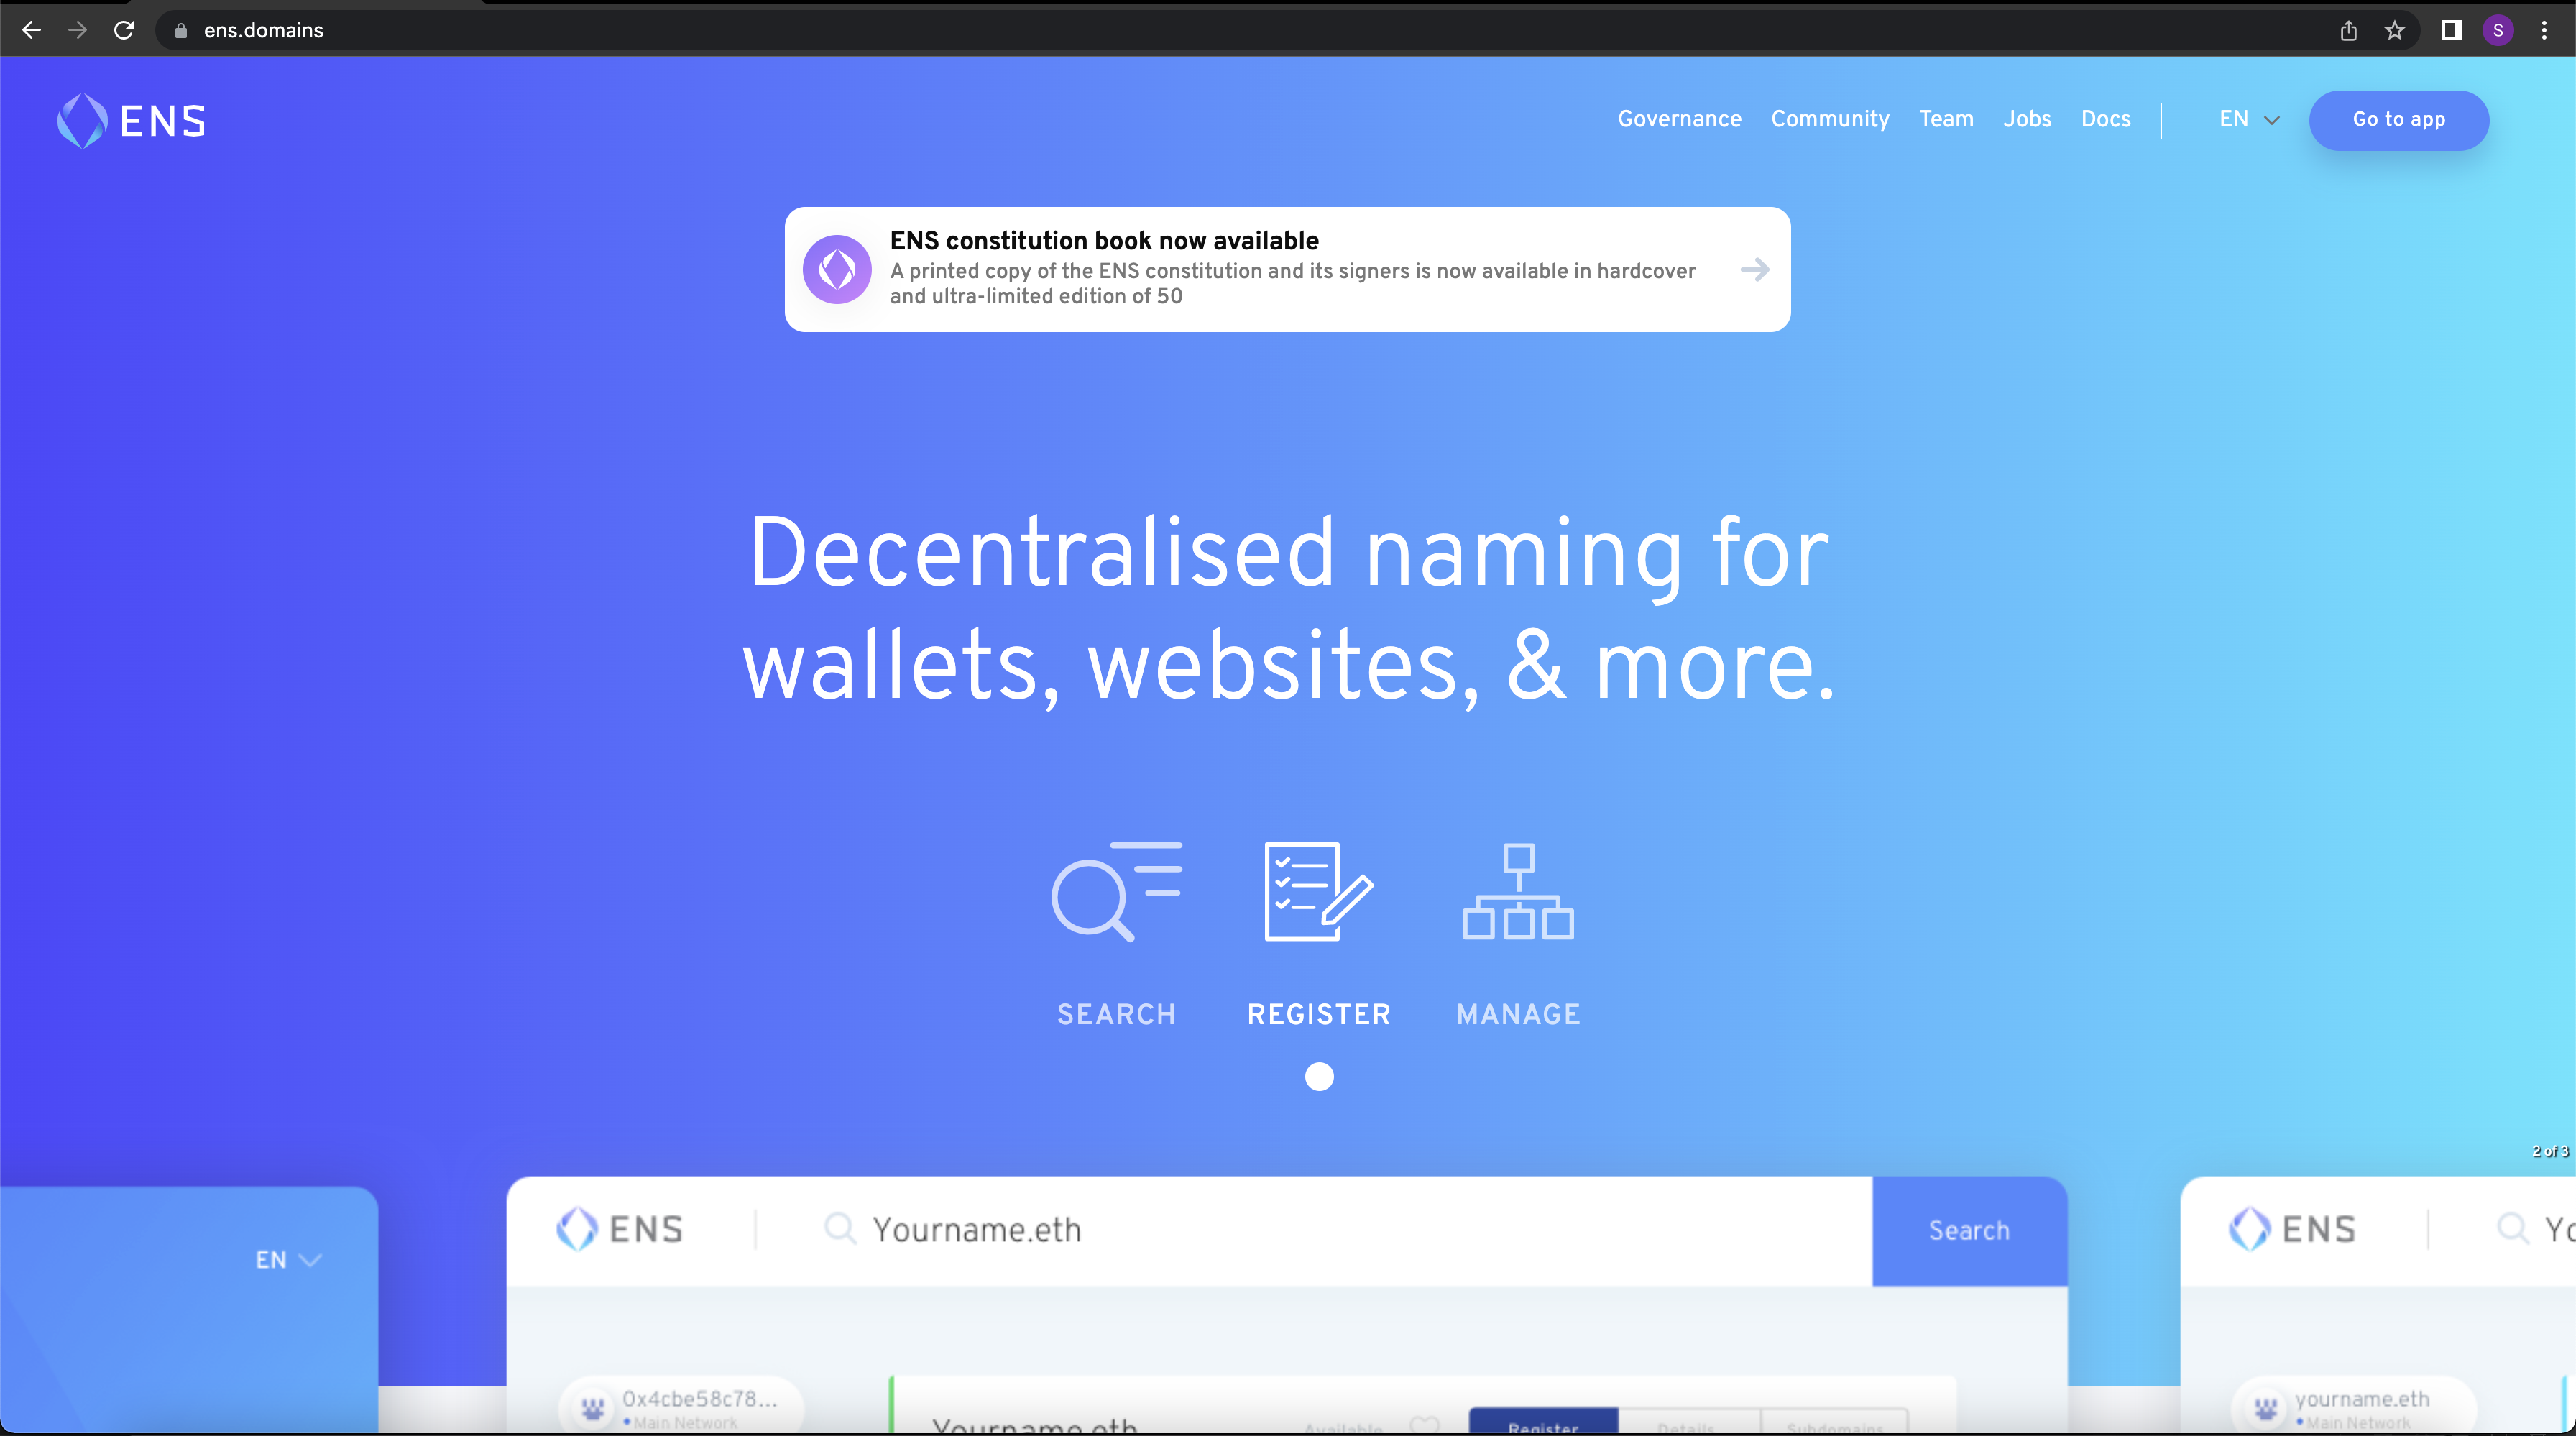 ens.domains
S
ENS
Governance Community Team Jobs Docs EN Go to app
ENS constitution book now available
A printed copy of the ENS constitution and its signers is now available in hardcover
and ultra-limited edition of 50
Decentralised naming for
wallets, websites, & more.
SEARCH REGISTER MANAGE
2 of 3
EN
ENS Yourname.eth Search
0x4cbe58c78...
Main Network
Yourname.eth Available Register Details Subdomains
ENS Yo
yourname.eth
Main Network